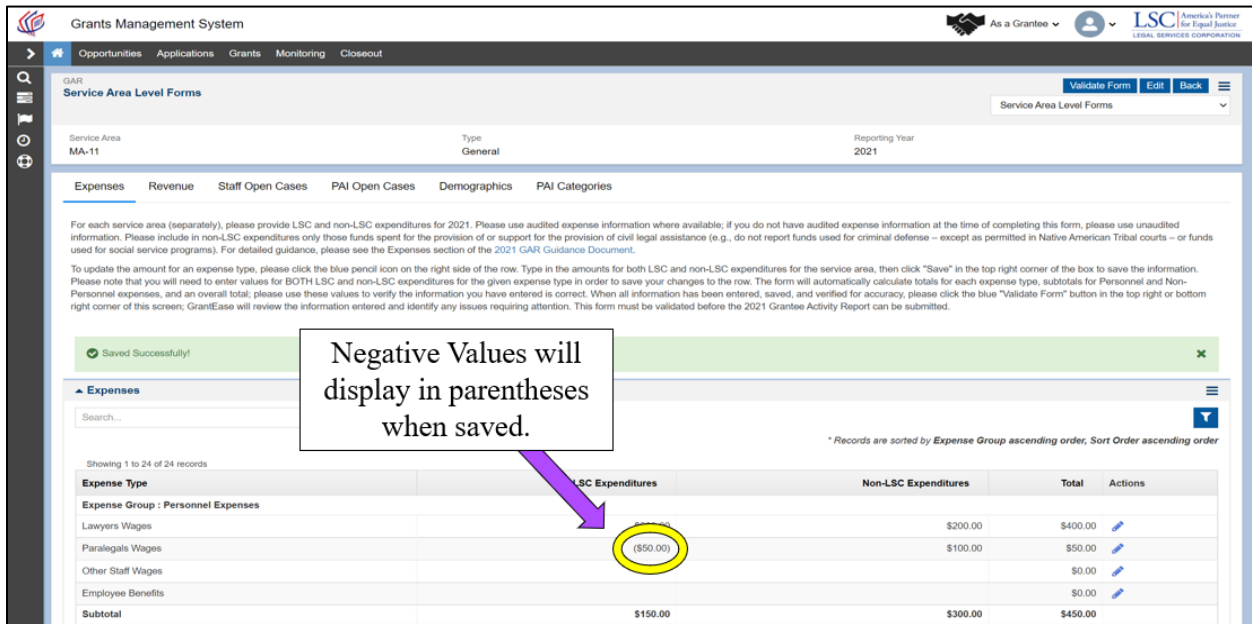 Grants Management System
As a Grantee
LSC America's Partner for Equal Justice
LEGAL SERVICES CORPORATION
Opportunities Applications Grants Monitoring Closeout
GAR
Service Area Level Forms
Validate Form Edit Back
Service Area Level Forms
Service Area Type Reporting Year
MA-11 General 2021
Expenses Revenue Staff Open Cases PAI Open Cases Demographics PAI Categories
For each service area (separately), please provide LSC and non-LSC expenditures for 2021. Please use audited expense information where available; if you do not have audited expense information at the time of completing this form, please use unaudited
information. Please include in non-LSC expenditures only those funds spent for the provision of or support for the provision of civil legal assistance (e.g., do not report funds used for criminal defense – except as permitted in Native American Tribal courts – or funds
used for social service programs). For detailed guidance, please see the Expenses section of the 2021 GAR Guidance Document.
To update the amount for an expense type, please click the blue pencil icon on the right side of the row. Type in the amounts for both LSC and non-LSC expenditures for the service area, then click "Save" in the top right corner of the box to save the information.
Please note that you will need to enter values for BOTH LSC and non-LSC expenditures for the given expense type in order to save your changes to the row. The form will automatically calculate totals for each expense type, subtotals for Personnel and Non-
Personnel expenses, and an overall total; please use these values to verify the information you have entered is correct. When all information has been entered, saved, and verified for accuracy, please click the blue "Validate Form" button in the top right or bottom
right corner of this screen; GrantEase will review the information entered and identify any issues requiring attention. This form must be validated before the 2021 Grantee Activity Report can be submitted.
Saved Successfully!
Negative Values will
display in parentheses
when saved.
Expenses
Search...
* Records are sorted by Expense Group ascending order, Sort Order ascending order
Showing 1 to 24 of 24 records
Expense Type LSC Expenditures Non-LSC Expenditures Total Actions
Expense Group : Personnel Expenses
Lawyers Wages $200.00 $400.00
Paralegals Wages ($50.00) $100.00 $50.00
Other Staff Wages $0.00
Employee Benefits $0.00
Subtotal $150.00 $300.00 $450.00